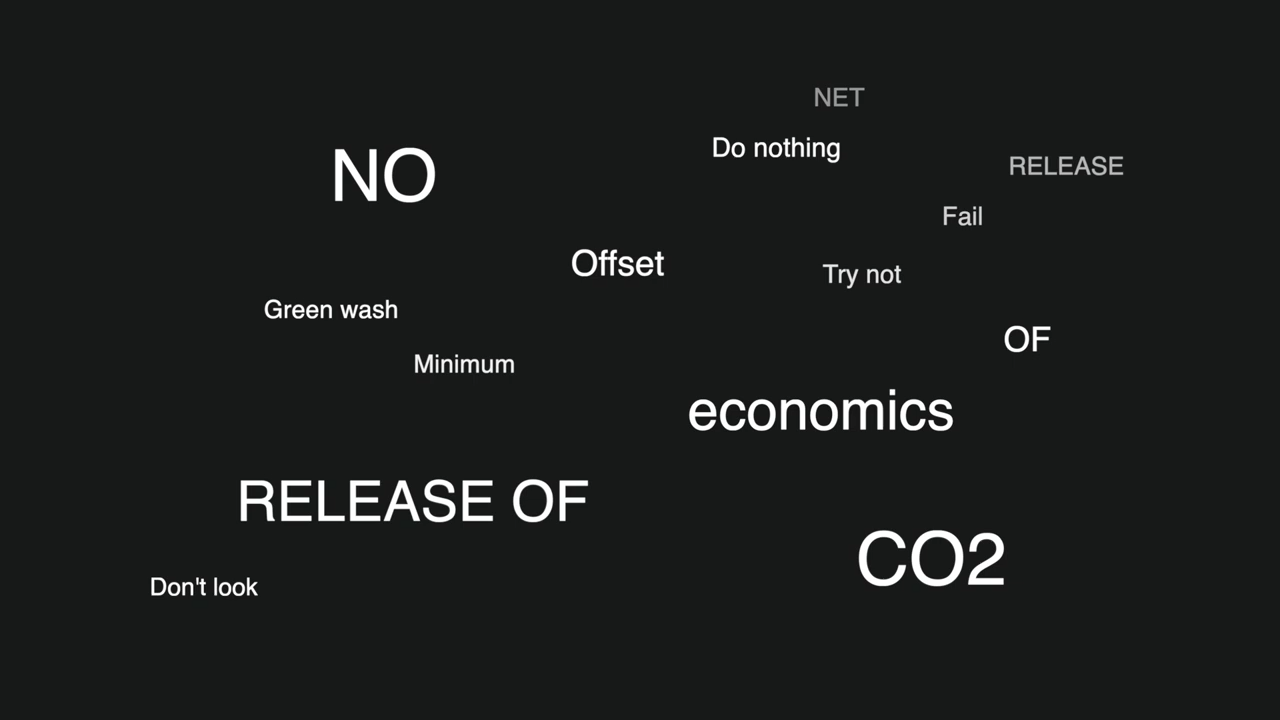 NET
Do nothing
NO
RELEASE
Fail
Offset
Try not
Green wash
OF
Minimum
economics
RELEASE OF
CO2
Don't look